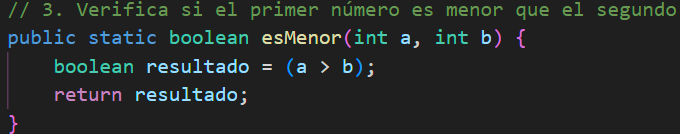 // 3. Verifica si el primer número es menor que el segundo
public static boolean esMenor(int a, int b) {
    boolean resultado = (a > b);
    return resultado;
}